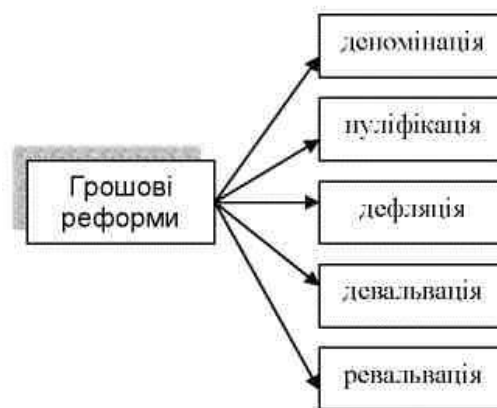 Грошові
реформи
деномінація
нуліфікація
дефляція
девальвація
ревальвація